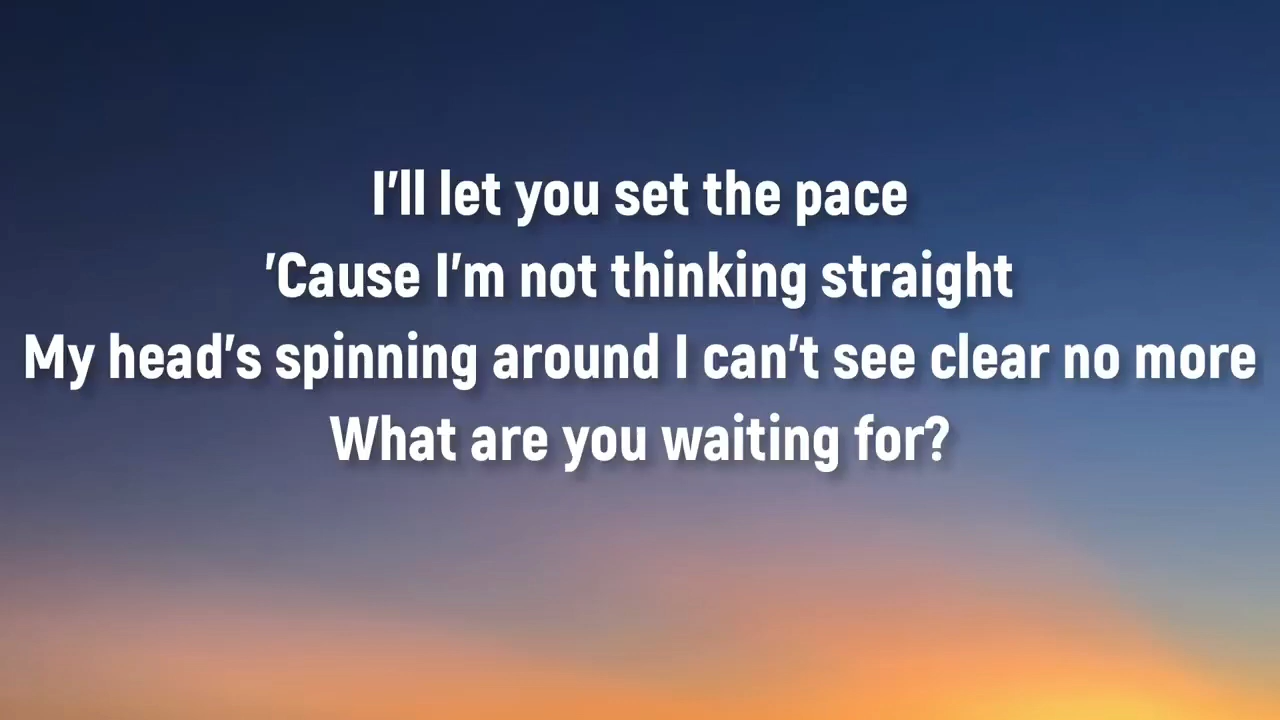 I'll let you set the pace
'Cause I'm not thinking straight
My head's spinning around I can't see clear no more
What are you waiting for?